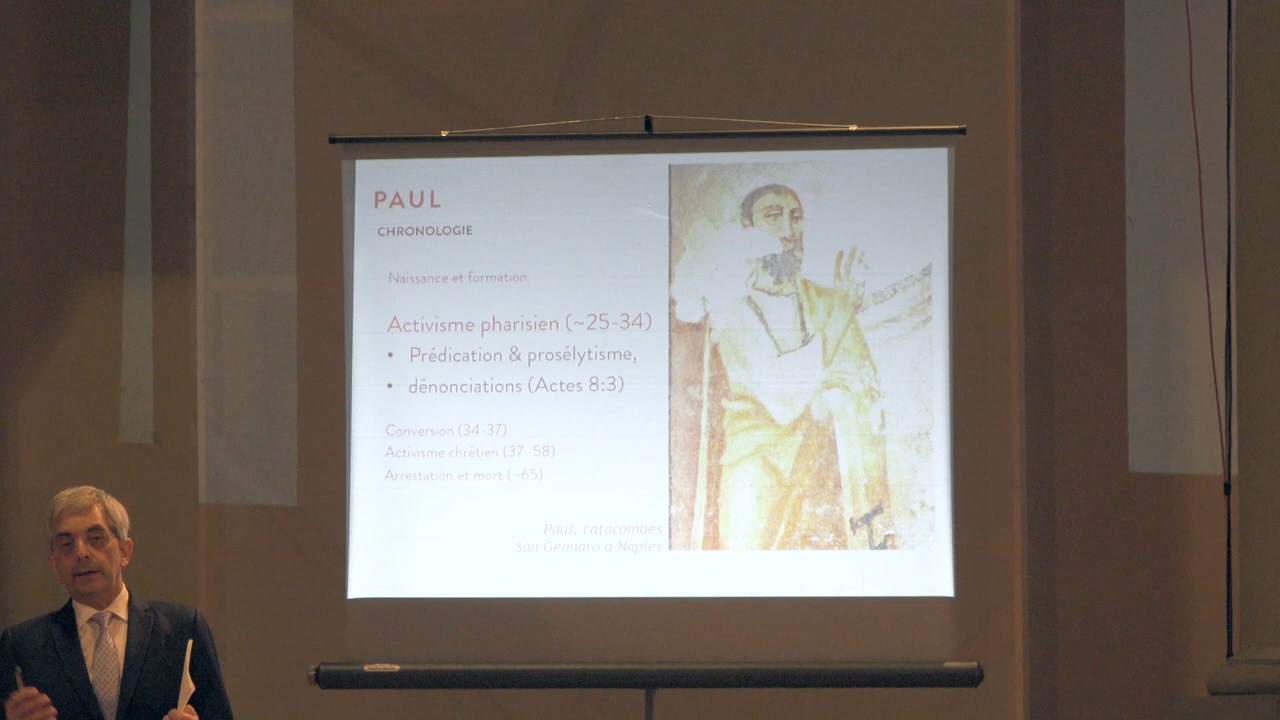 PAUL
CHRONOLOGIE
Naissance et formation
Activisme pharisien (~25-34)
• Prédication & prosélytisme,
• dénonciations (Actes 8:3)
Conversion (34-37)
Activisme chrétien (37-58)
Arrestation et mort (~65)
Paul, catacombes
San Gennaro a Naples